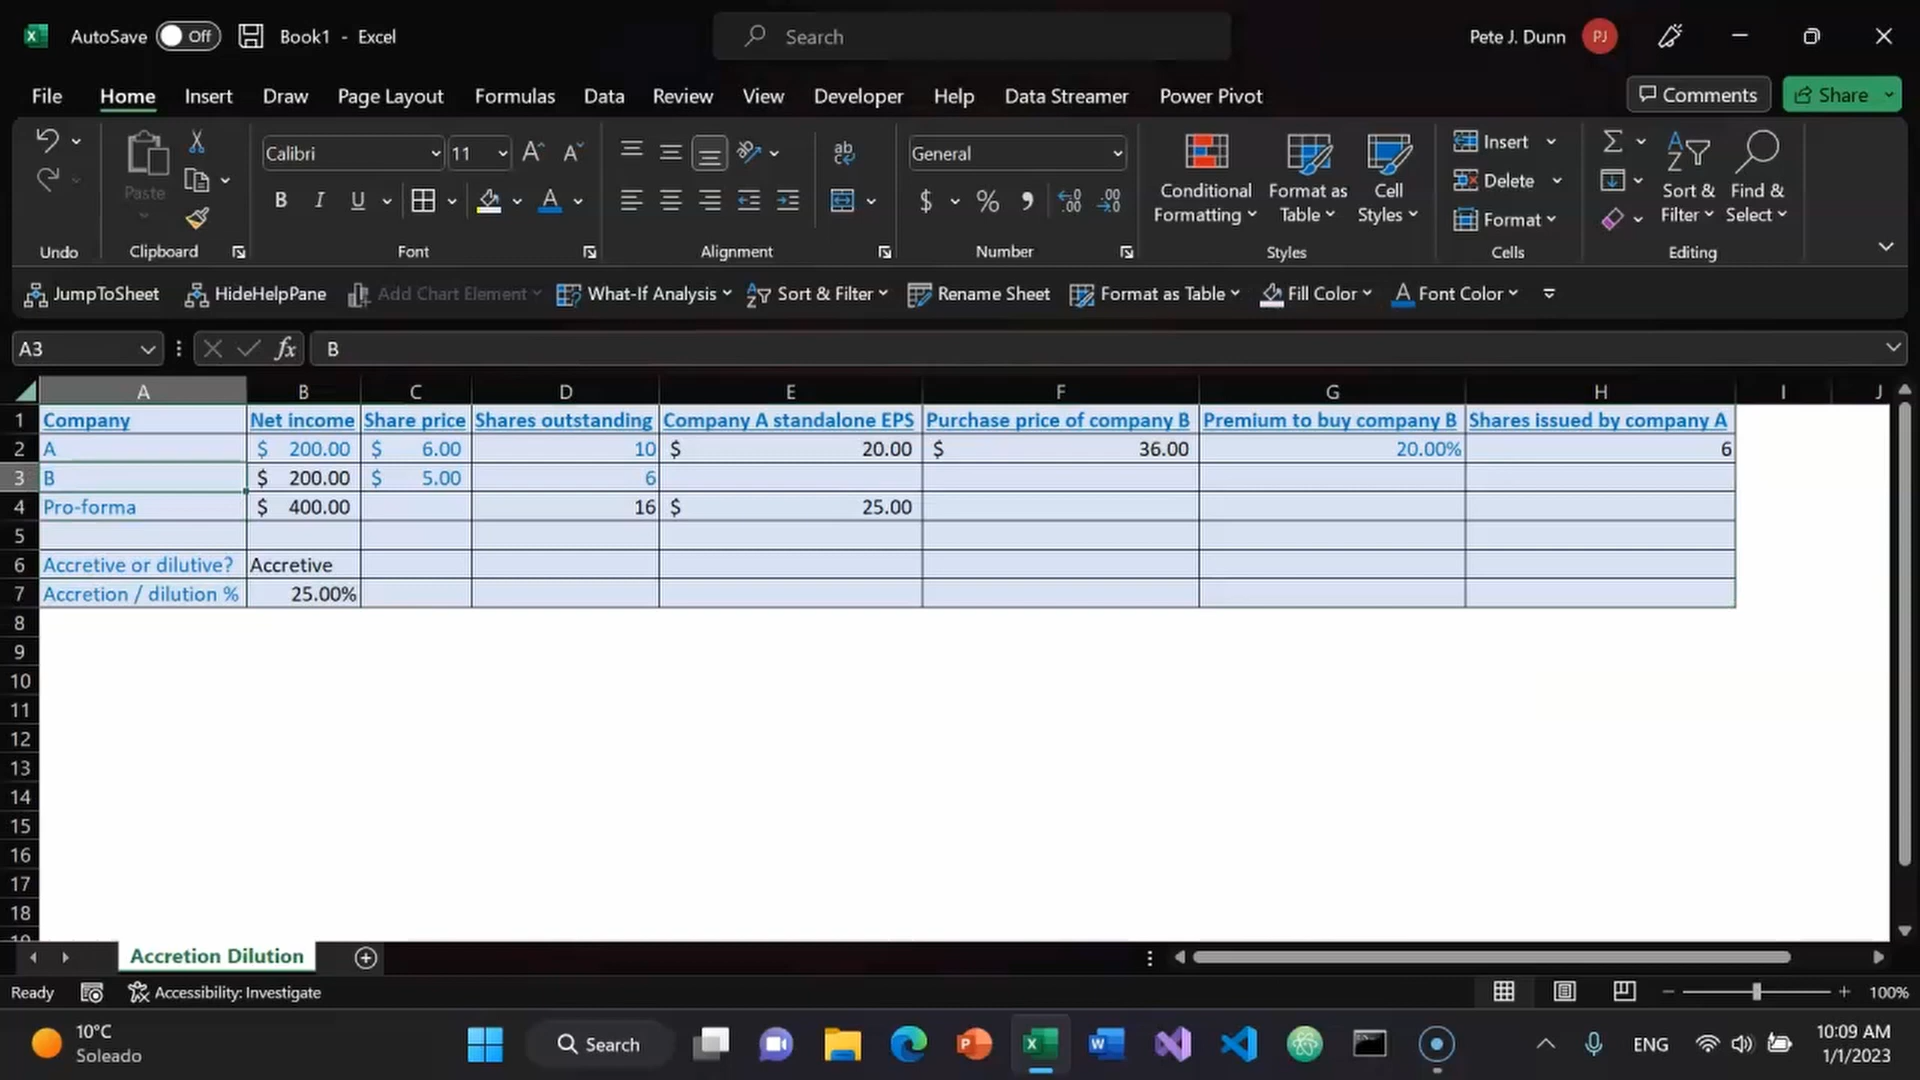 AutoSave Off Book1 - Excel Search Pete J. Dunn PJ
File Home Insert Draw Page Layout Formulas Data Review View Developer Help Data Streamer Power Pivot Comments Share
Paste Calibri 11 General Conditional Formatting Format as Table Cell Styles Insert Delete Format Sort & Filter Find & Select
Undo Clipboard Font Alignment Number Styles Cells Editing
JumpToSheet HideHelpPane Add Chart Element What-If Analysis Sort & Filter Rename Sheet Format as Table Fill Color Font Color
A3 fx B
A B C D E F G H I J
1 Company Net income Share price Shares outstanding Company A standalone EPS Purchase price of company B Premium to buy company B Shares issued by company A
2 A $ 200.00 $ 6.00 10 $ 20.00 $ 36.00 20.00% 6
3 B $ 200.00 $ 5.00 6
4 Pro-forma $ 400.00 16 $ 25.00
5
6 Accretive or dilutive? Accretive
7 Accretion / dilution % 25.00%
8
9
10
11
12
13
14
15
16
17
18
Accretion Dilution
Ready Accessibility: Investigate 100%
10°C
Soleado
Search
ENG
10:09 AM
1/1/2023